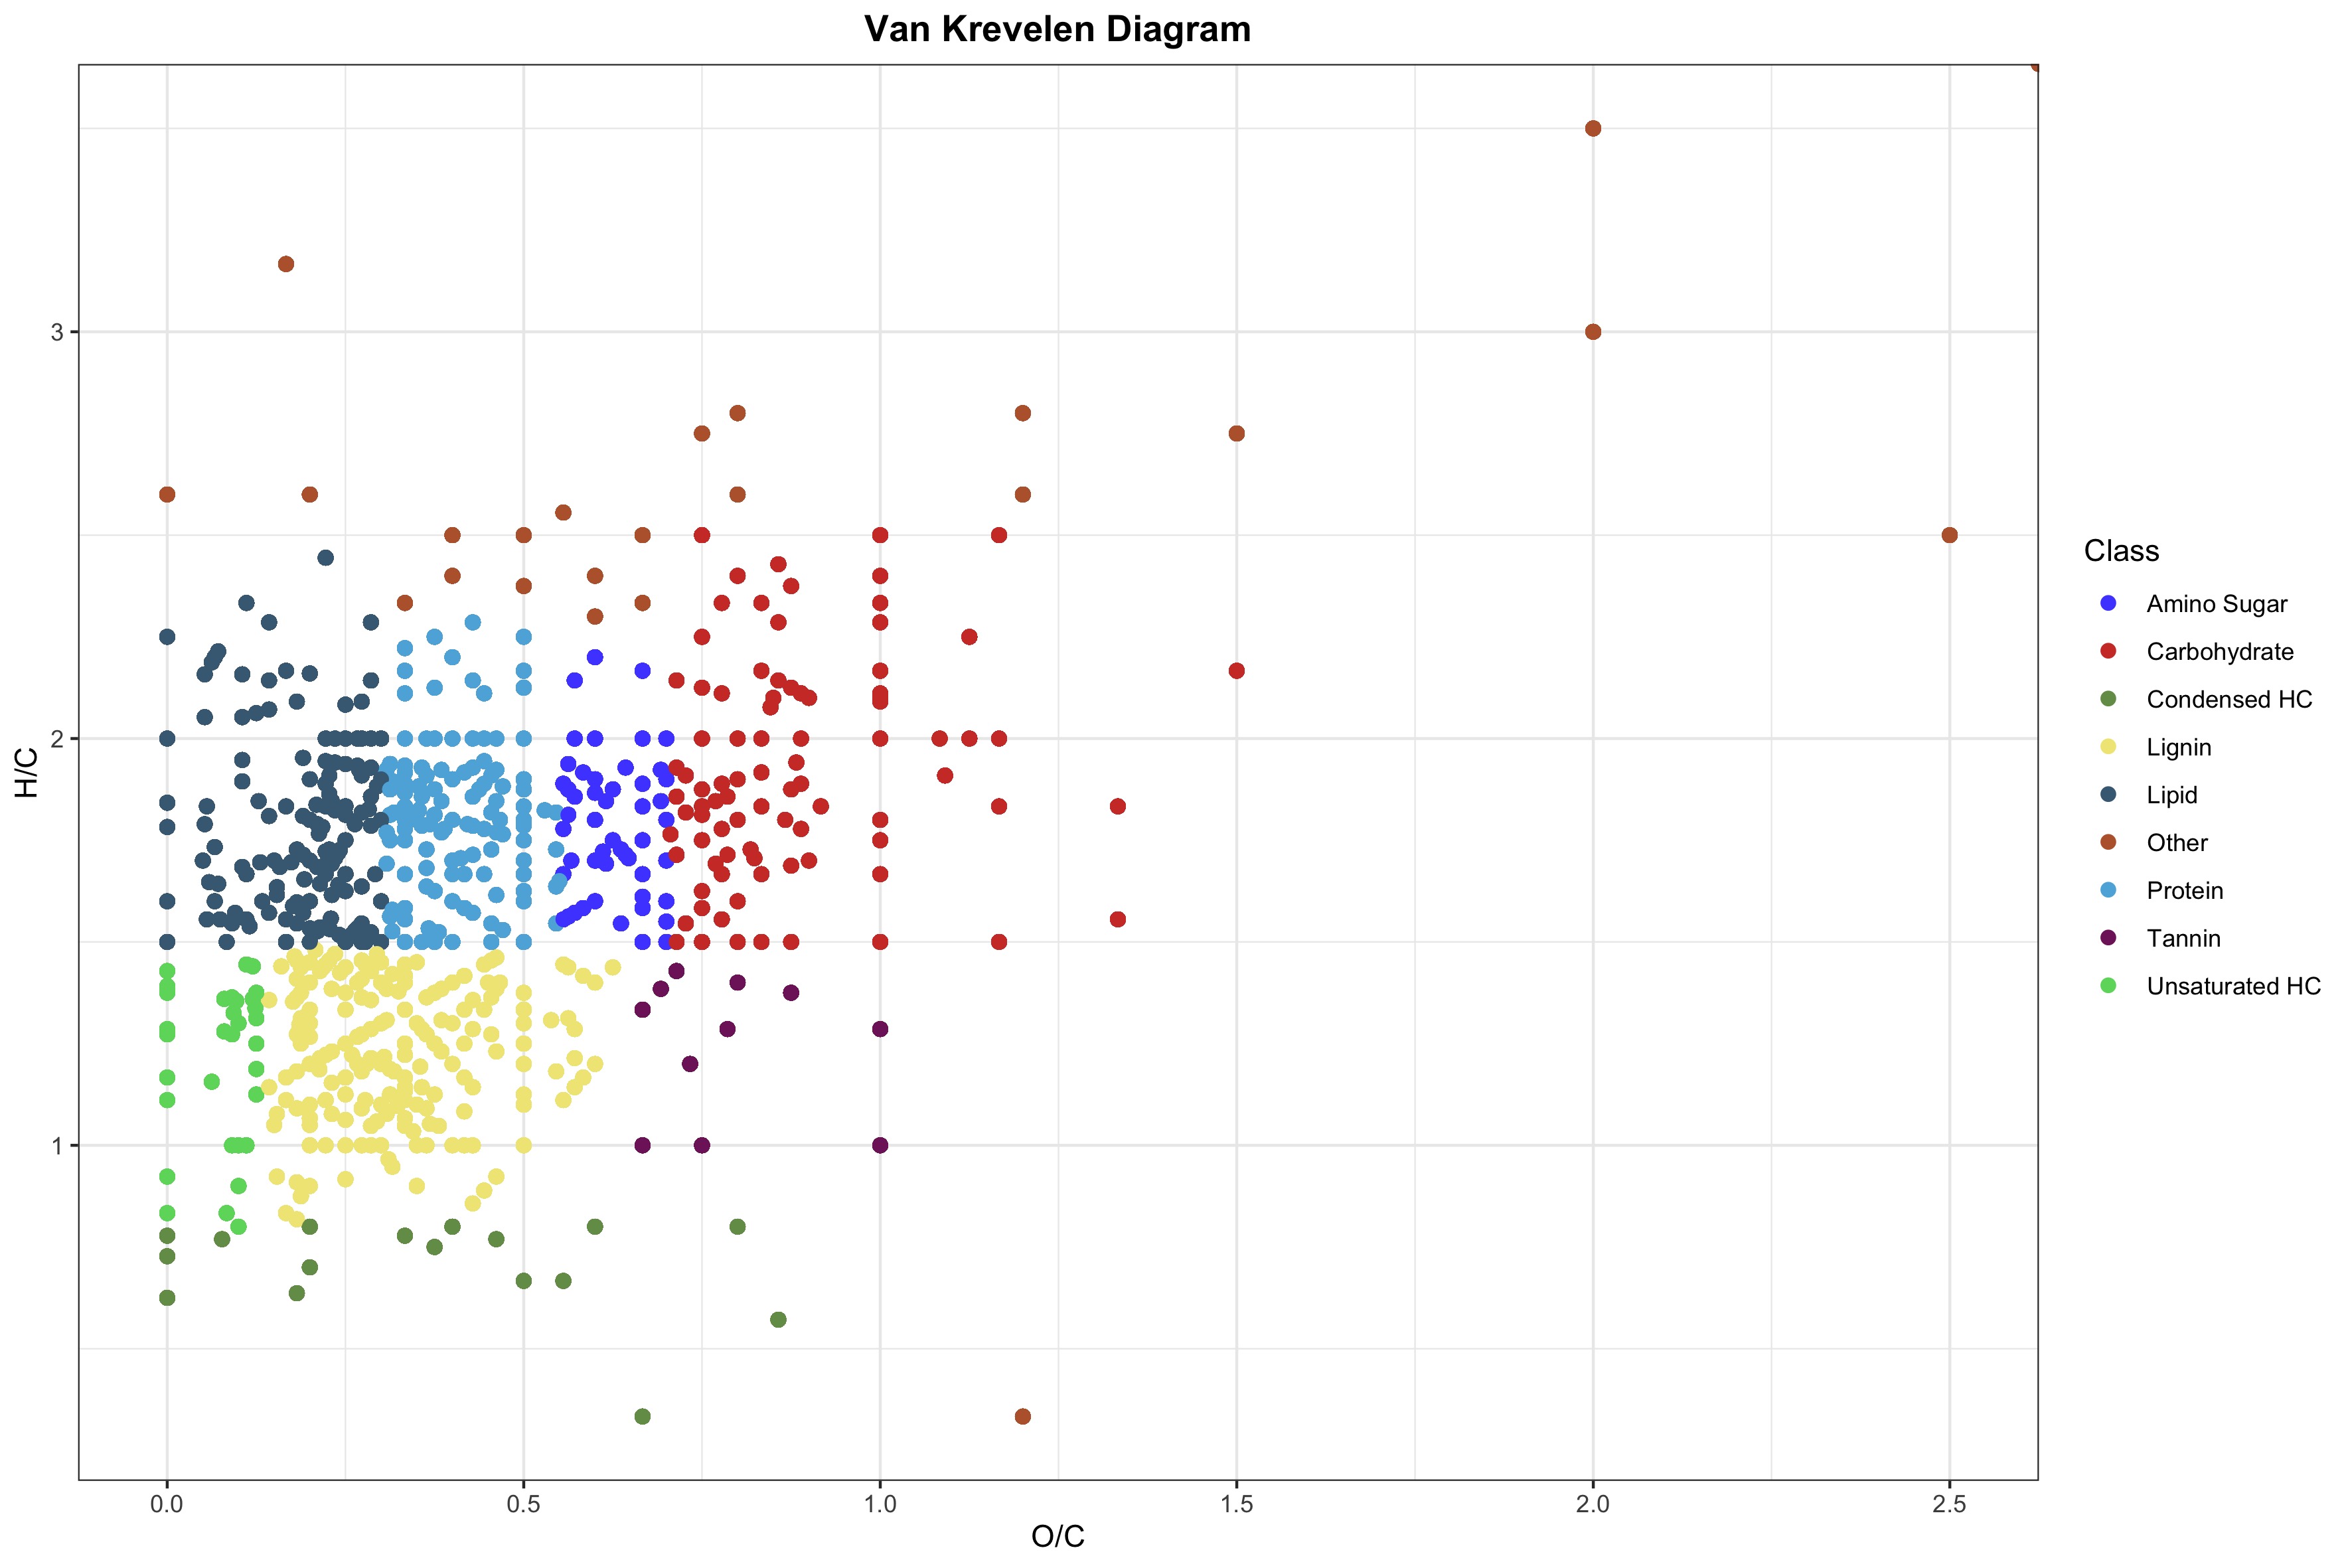 Van Krevelen Diagram
H/C
3
2
1
0.0 0.5 1.0 1.5 2.0 2.5
O/C
Class
Amino Sugar
Carbohydrate
Condensed HC
Lignin
Lipid
Other
Protein
Tannin
Unsaturated HC